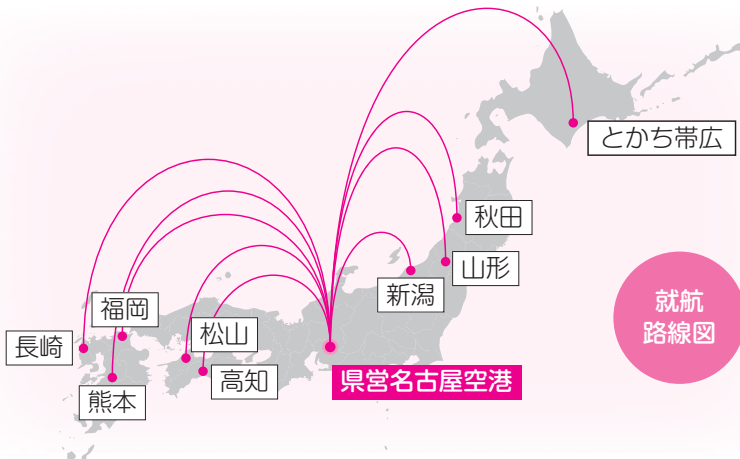 とかち帯広
秋田
山形
新潟
福岡
長崎
松山
高知
熊本
県営名古屋空港
就航
路線図